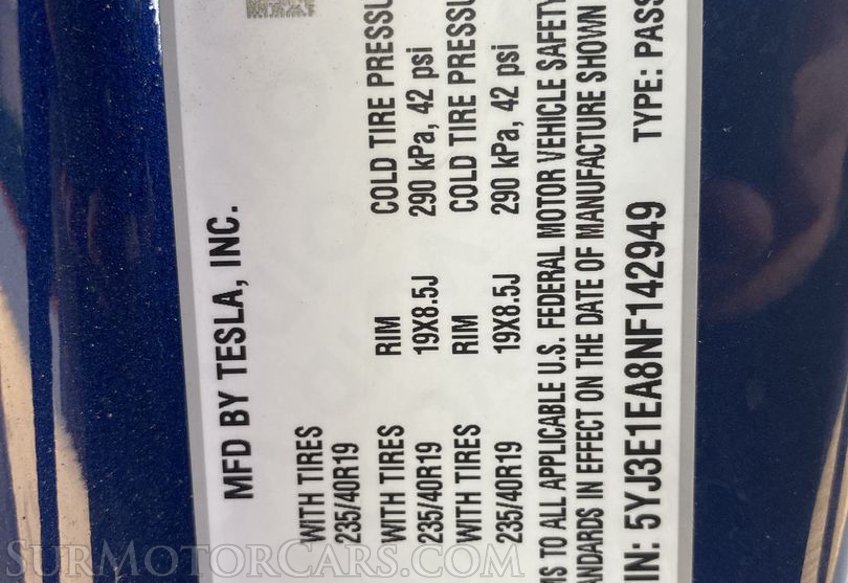 MFD BY TESLA, INC.
WITH TIRES
235/40R19
WITH TIRES RIM COLD TIRE PRESSU
235/40R19 19X8.5J 290 kPa, 42 psi
WITH TIRES RIM COLD TIRE PRESSU
235/40R19 19X8.5J 290 kPa, 42 psi
MS TO ALL APPLICABLE U.S. FEDERAL MOTOR VEHICLE SAFETY
ANDARDS IN EFFECT ON THE DATE OF MANUFACTURE SHOWN
IN: 5YJ3E1EA8NF142949 TYPE: PASS
SURMOTORCARS.COM